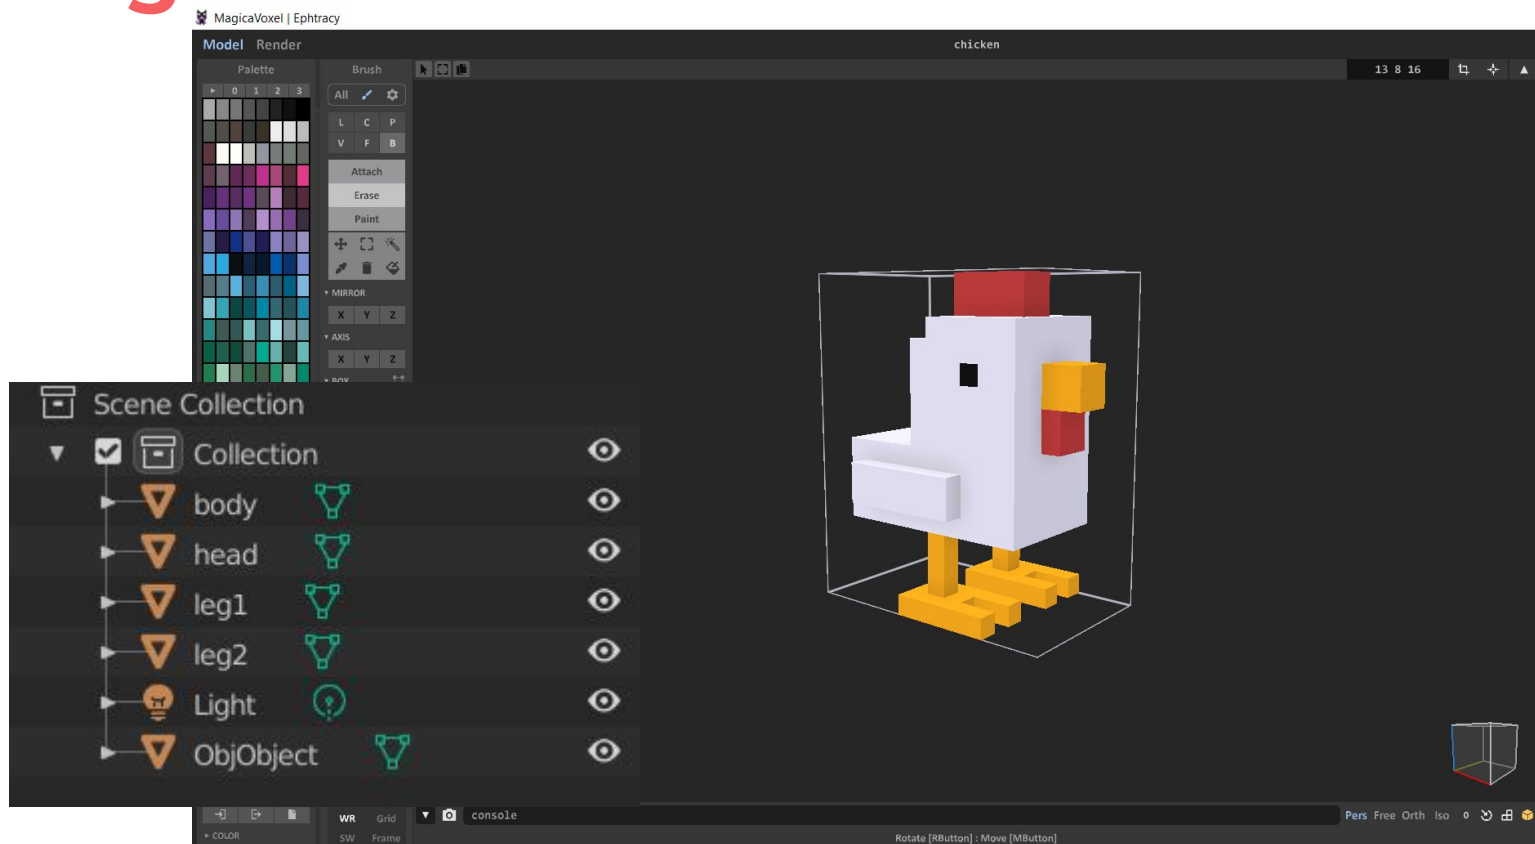 MagicaVoxel | Ephtracy
Model Render
chicken
Palette
Brush
13 8 16
0 1 2 3
All
L C P
V F B
Attach
Erase
Paint
MIRROR
X Y Z
AXIS
X Y Z
BOX
Scene Collection
Collection
body
head
leg1
leg2
Light
ObjObject
WR Grid
console
Pers Free Orth Iso 0
COLOR
SW Frame
Rotate [RButton] : Move [MButton]